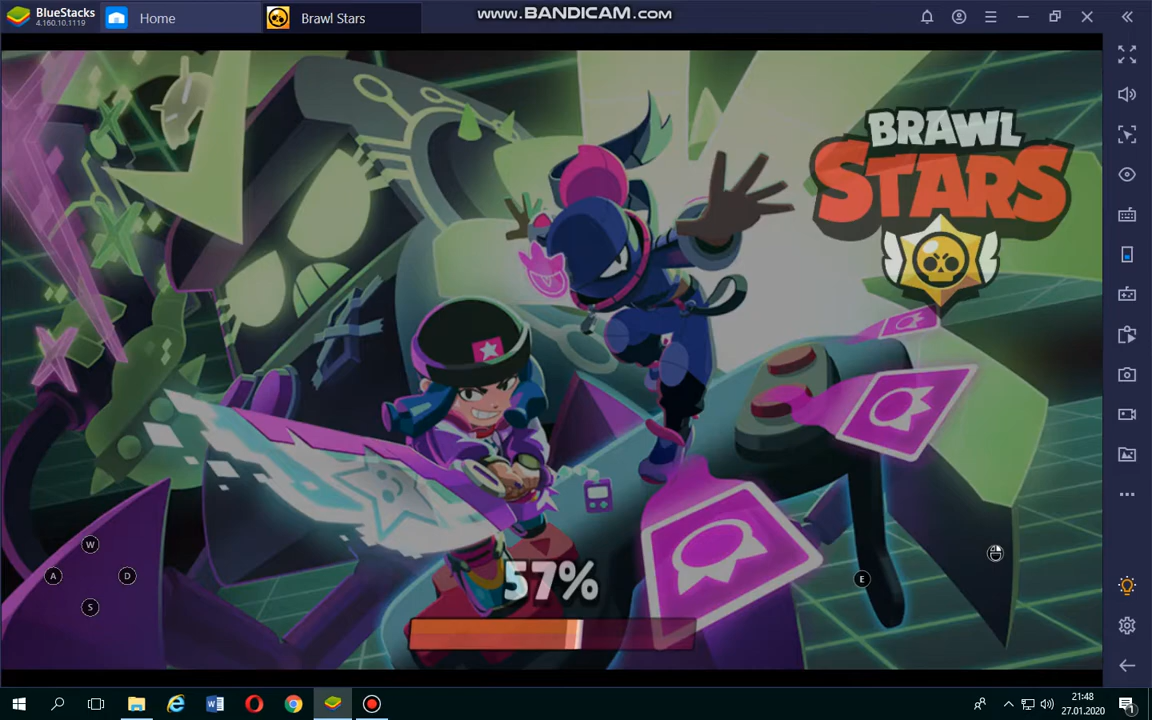 BlueStacks
4.160.10.1119
Home
Brawl Stars
WWW.BANDICAM.COM
BRAWL
STARS
W
A
D
S
E
57%
21:48
27.01.2020
1